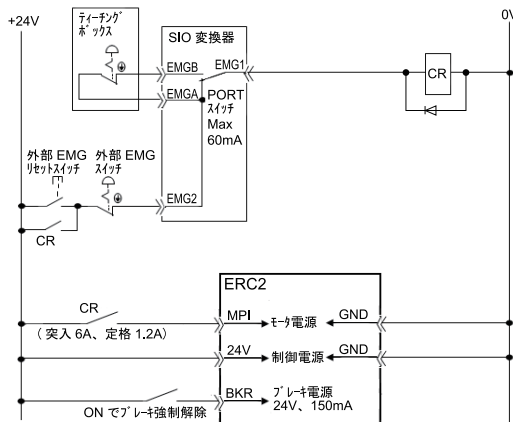 +24V
0V
ティーチング
ボックス
SIO 変換器
EMGB
EMG1
EMGA
PORT
スイッチ
Max
60mA
CR
外部 EMG
リセットスイッチ
外部 EMG
スイッチ
EMG2
CR
ERC2
CR
MPI
モータ電源
GND
(突入 6A、定格 1.2A)
24V
制御電源
GND
BKR
ブレーキ電源
24V、150mA
ON でブレーキ強制解除